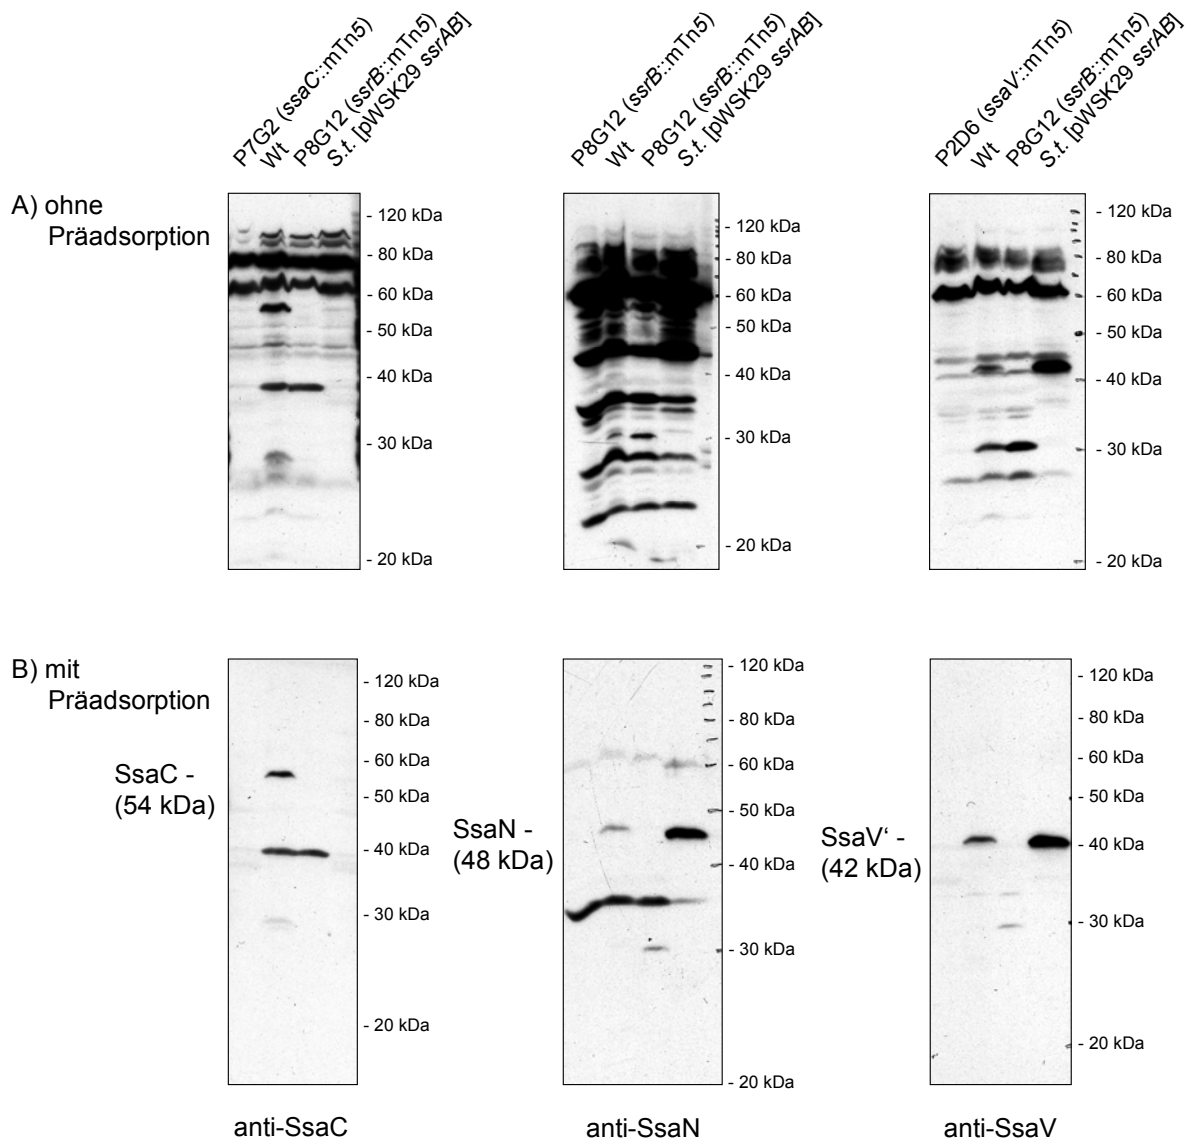 P7G2 (ssaC::mTn5)
Wt
P8G12 (ssrB::mTn5)
S.t. [pWSK29 ssrAB]
P8G12 (ssrB::mTn5)
Wt
P8G12 (ssrB::mTn5)
S.t. [pWSK29 ssrAB]
P2D6 (ssaV::mTn5)
Wt
P8G12 (ssrB::mTn5)
S.t. [pWSK29 ssrAB]
A) ohne
Präadsorption
- 120 kDa
- 80 kDa
- 60 kDa
- 50 kDa
- 40 kDa
- 30 kDa
- 20 kDa
- 120 kDa
- 80 kDa
- 60 kDa
- 50 kDa
- 40 kDa
- 30 kDa
- 20 kDa
- 120 kDa
- 80 kDa
- 60 kDa
- 50 kDa
- 40 kDa
- 30 kDa
- 20 kDa
B) mit
Präadsorption
SsaC -
(54 kDa)
- 120 kDa
- 80 kDa
- 60 kDa
- 50 kDa
- 40 kDa
- 30 kDa
- 20 kDa
SsaN -
(48 kDa)
- 120 kDa
- 80 kDa
- 60 kDa
- 50 kDa
- 40 kDa
- 30 kDa
- 20 kDa
SsaV‘ -
(42 kDa)
- 120 kDa
- 80 kDa
- 60 kDa
- 50 kDa
- 40 kDa
- 30 kDa
- 20 kDa
anti-SsaC
anti-SsaN
anti-SsaV